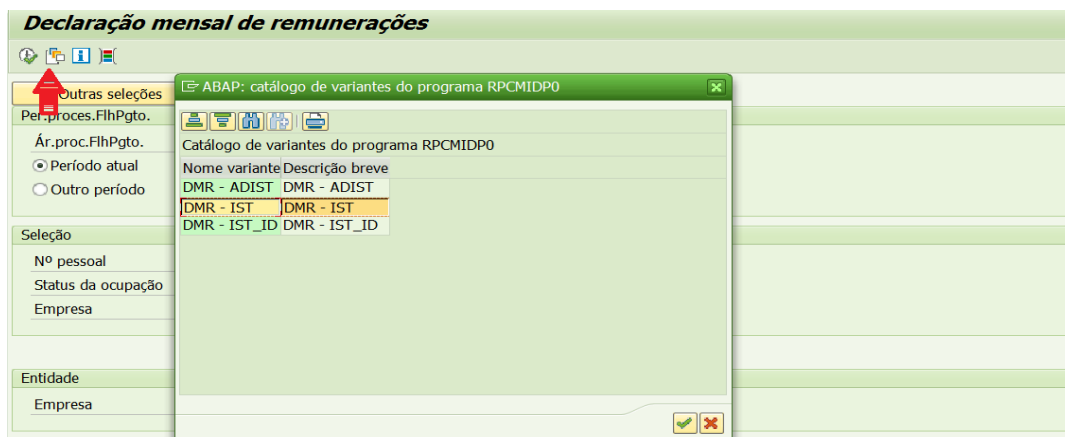 Declaração mensal de remunerações
Outras seleções
ABAP: catálogo de variantes do programa RPCMIDP0
Per.proces.FlhPgto.
Ár.proc.FlhPgto.
Período atual
Outro período
Catálogo de variantes do programa RPCMIDP0
Nome variante Descrição breve
DMR - ADIST DMR - ADIST
DMR - IST DMR - IST
DMR - IST_ID DMR - IST_ID
Seleção
Nº pessoal
Status da ocupação
Empresa
Entidade
Empresa